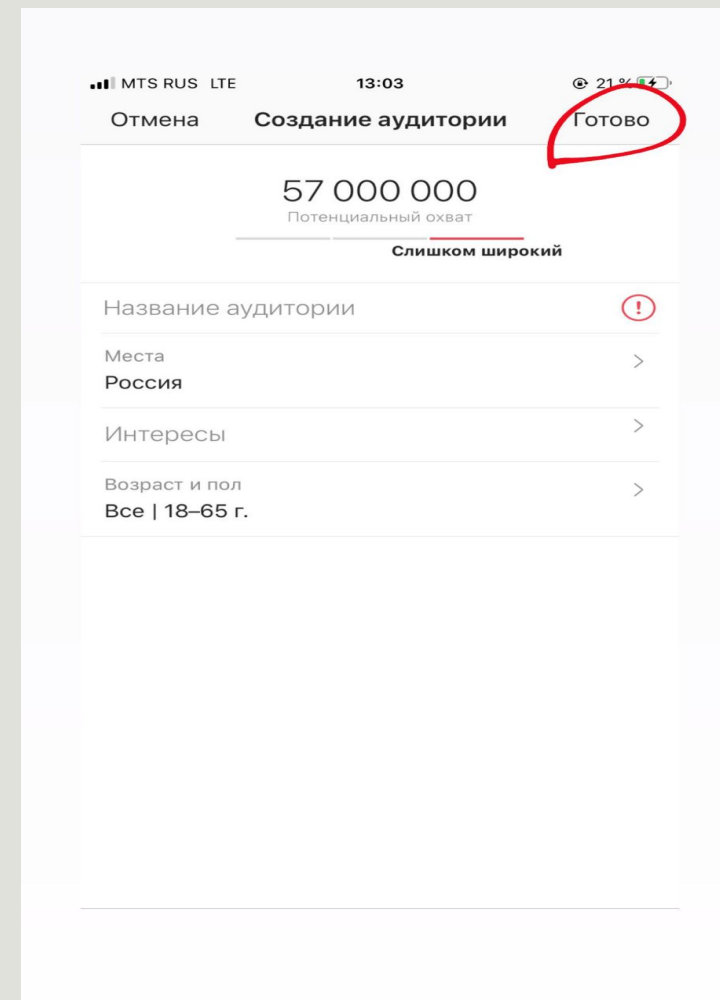 MTS RUS LTE 13:03 21 %
Отмена Создание аудитории Готово
57 000 000
Потенциальный охват
Слишком широкий
Название аудитории !
Места
Россия
Интересы
Возраст и пол
Все | 18–65 г.